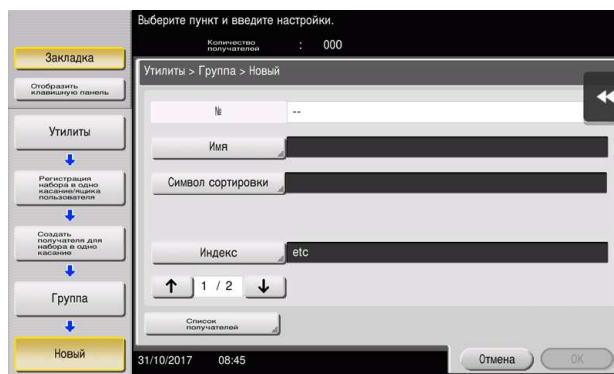 Выберите пункт и введите настройки.
Количество
получателей : 000
Закладка
Отобразить
клавишную панель
Утилиты
Регистрация
набора в одно
касание/ящика
пользователя
Создать
получателя для
набора в одно
касание
Группа
Новый
Утилиты > Группа > Новый
№ --
Имя
Символ сортировки
Индекс etc
1 / 2
Список
получателей
31/10/2017 08:45
Отмена
OK